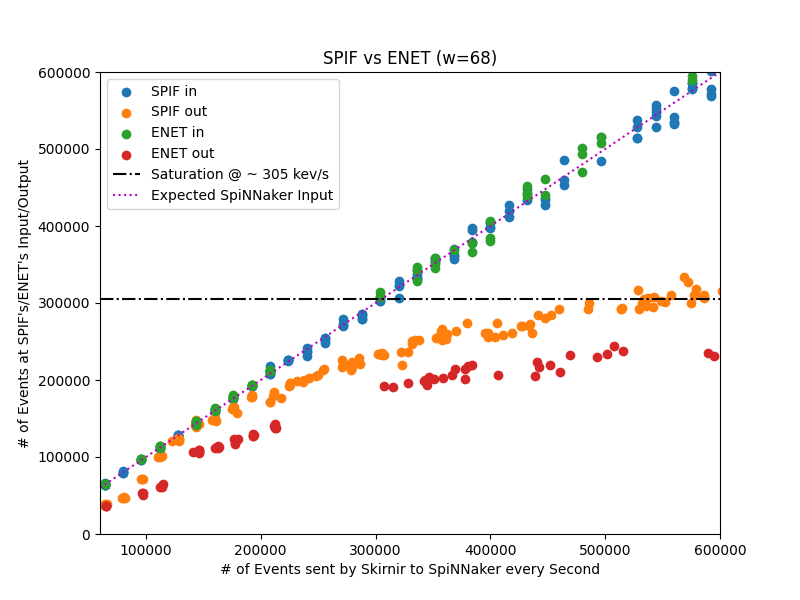 SPIF vs ENET (w=68)
600000
500000
400000
300000
200000
100000
0
# of Events at SPIF's/ENET's Input/Output
SPIF in
SPIF out
ENET in
ENET out
Saturation @ ~ 305 kev/s
Expected SpiNNaker Input
100000 200000 300000 400000 500000 600000
# of Events sent by Skirnir to SpiNNaker every Second